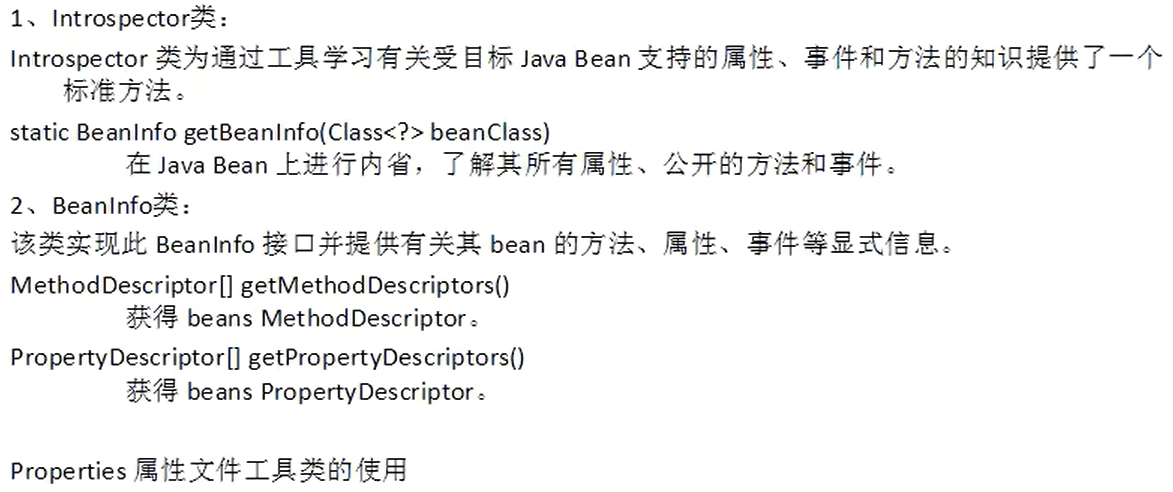 1、Introspector类：
Introspector 类为通过工具学习有关受目标 Java Bean 支持的属性、事件和方法的知识提供了一个
标准方法。
static BeanInfo getBeanInfo(Class<?> beanClass)
在 Java Bean 上进行内省，了解其所有属性、公开的方法和事件。
2、BeanInfo类：
该类实现此 BeanInfo 接口并提供有关其 bean 的方法、属性、事件等显式信息。
MethodDescriptor[] getMethodDescriptors()
获得 beans MethodDescriptor。
PropertyDescriptor[] getPropertyDescriptors()
获得 beans PropertyDescriptor。
Properties 属性文件工具类的使用